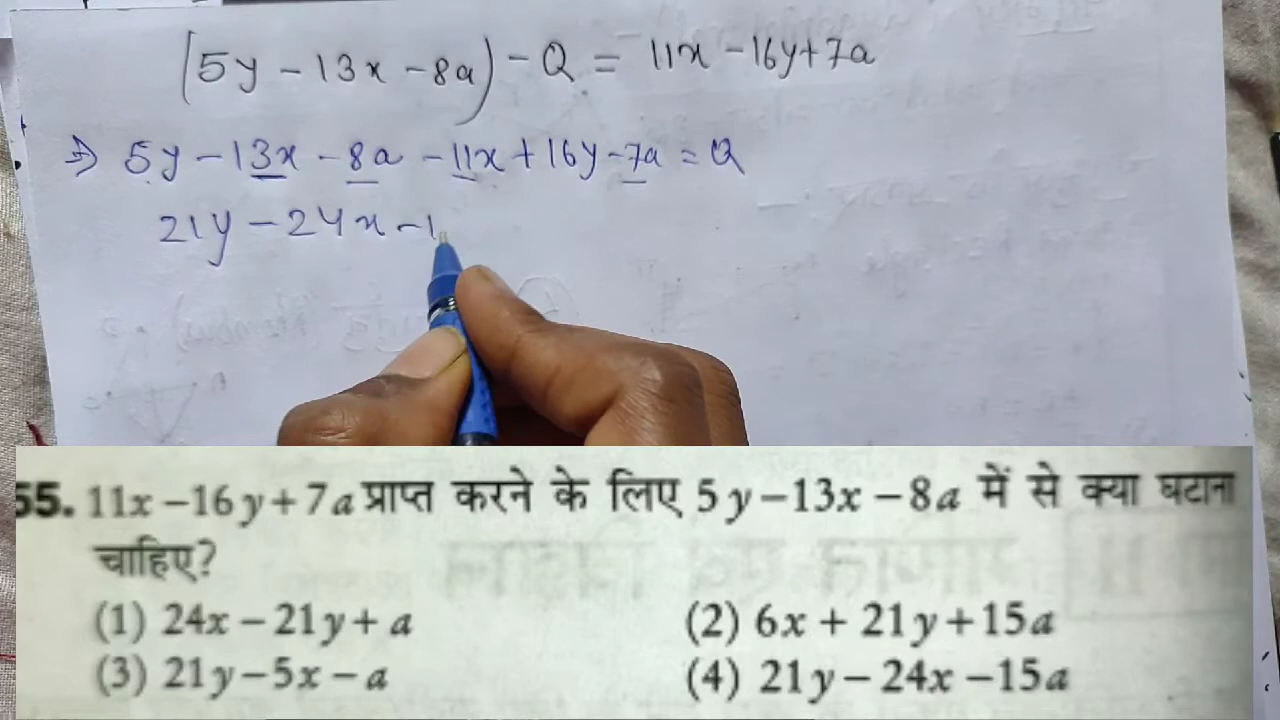 (5y - 13x - 8a) - Q = 11x - 16y + 7a
⇒ 5y - 13x - 8a - 11x + 16y - 7a = Q
21y - 24x - 1
55. 11x - 16y + 7a प्राप्त करने के लिए 5y - 13x - 8a में से क्या घटाना
चाहिए?
(1) 24x - 21y + a (2) 6x + 21y + 15a
(3) 21y - 5x - a (4) 21y - 24x - 15a